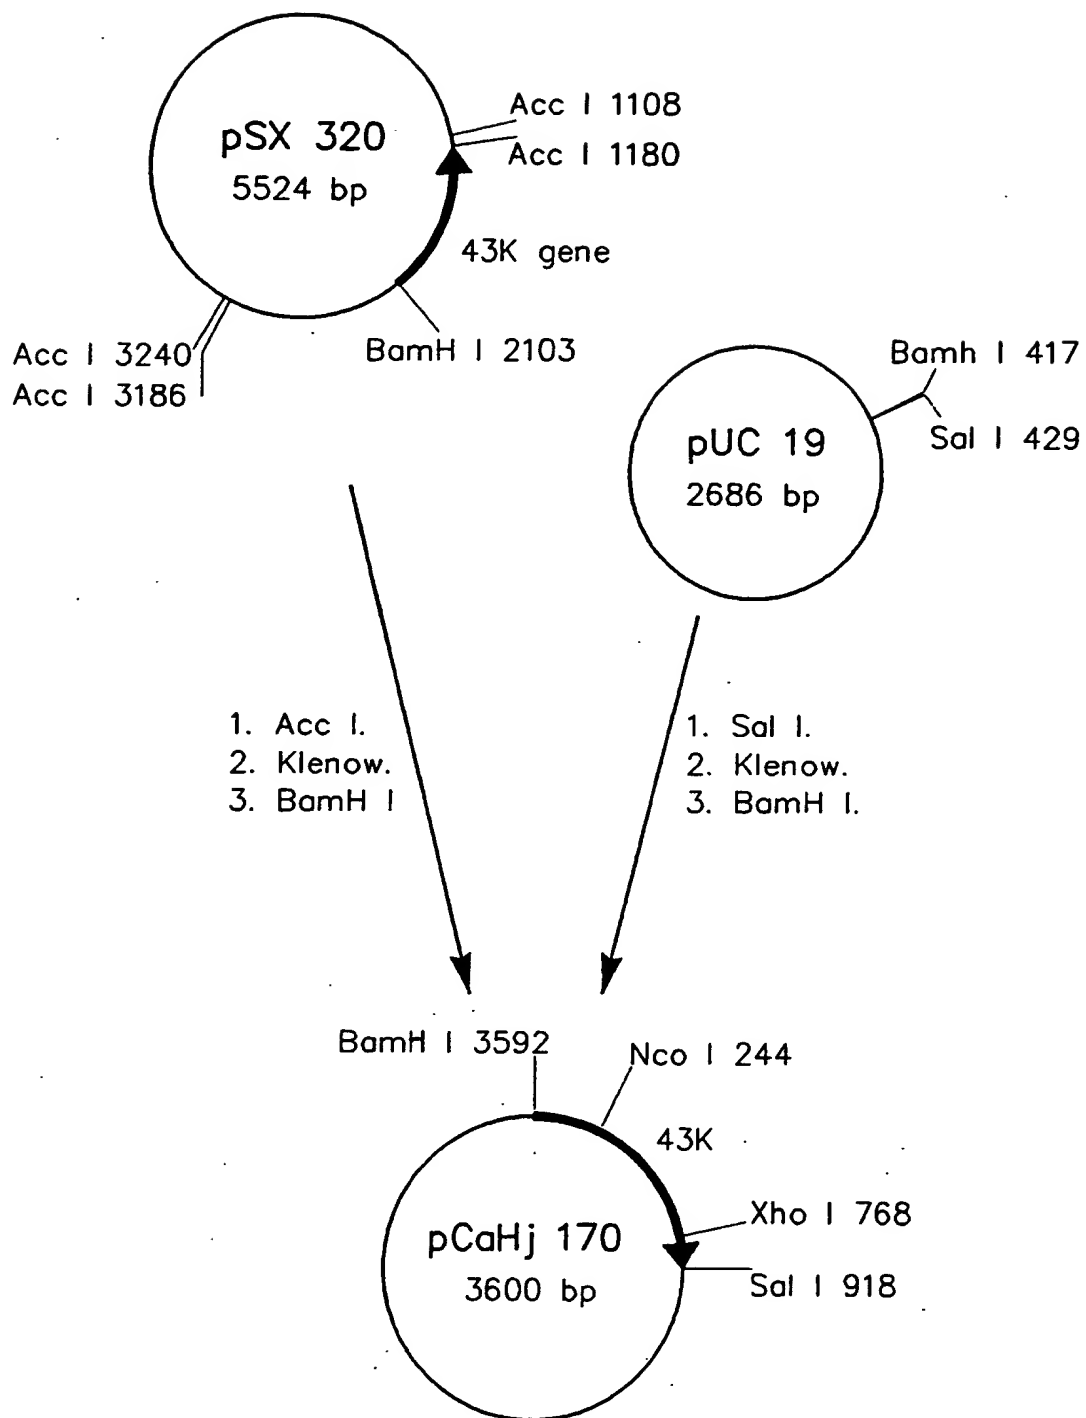 pSX 320
5524 bp
Acc I 1108
Acc I 1180
43K gene
BamH I 2103
Acc I 3240
Acc I 3186
pUC 19
2686 bp
Bamh I 417
Sal I 429
1. Acc I.
2. Klenow.
3. BamH I
1. Sal I.
2. Klenow.
3. BamH I.
BamH I 3592
Nco I 244
43K
Xho I 768
Sal I 918
pCaHj 170
3600 bp